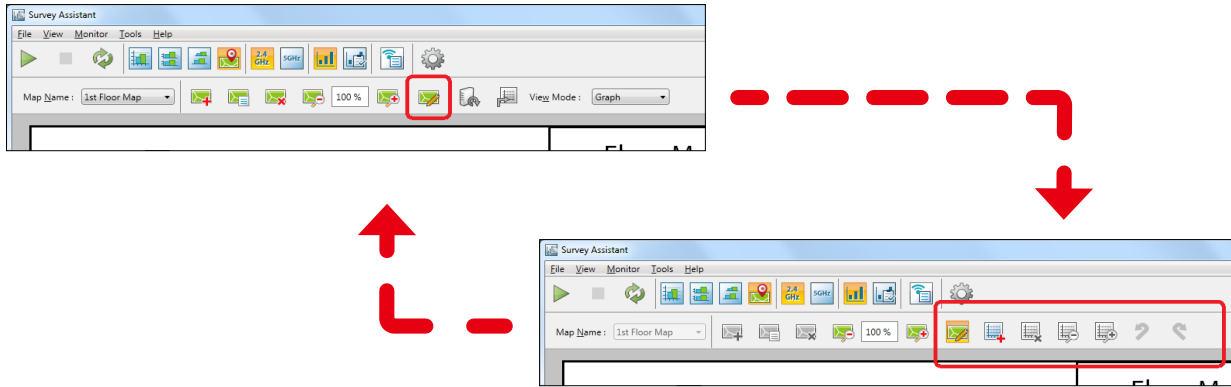 Survey Assistant
File View Monitor Tools Help
2.4 GHz 5GHz
Map Name : 1st Floor Map 100 % View Mode : Graph
Survey Assistant
File View Monitor Tools Help
2.4 GHz 5GHz
Map Name : 1st Floor Map 100 %